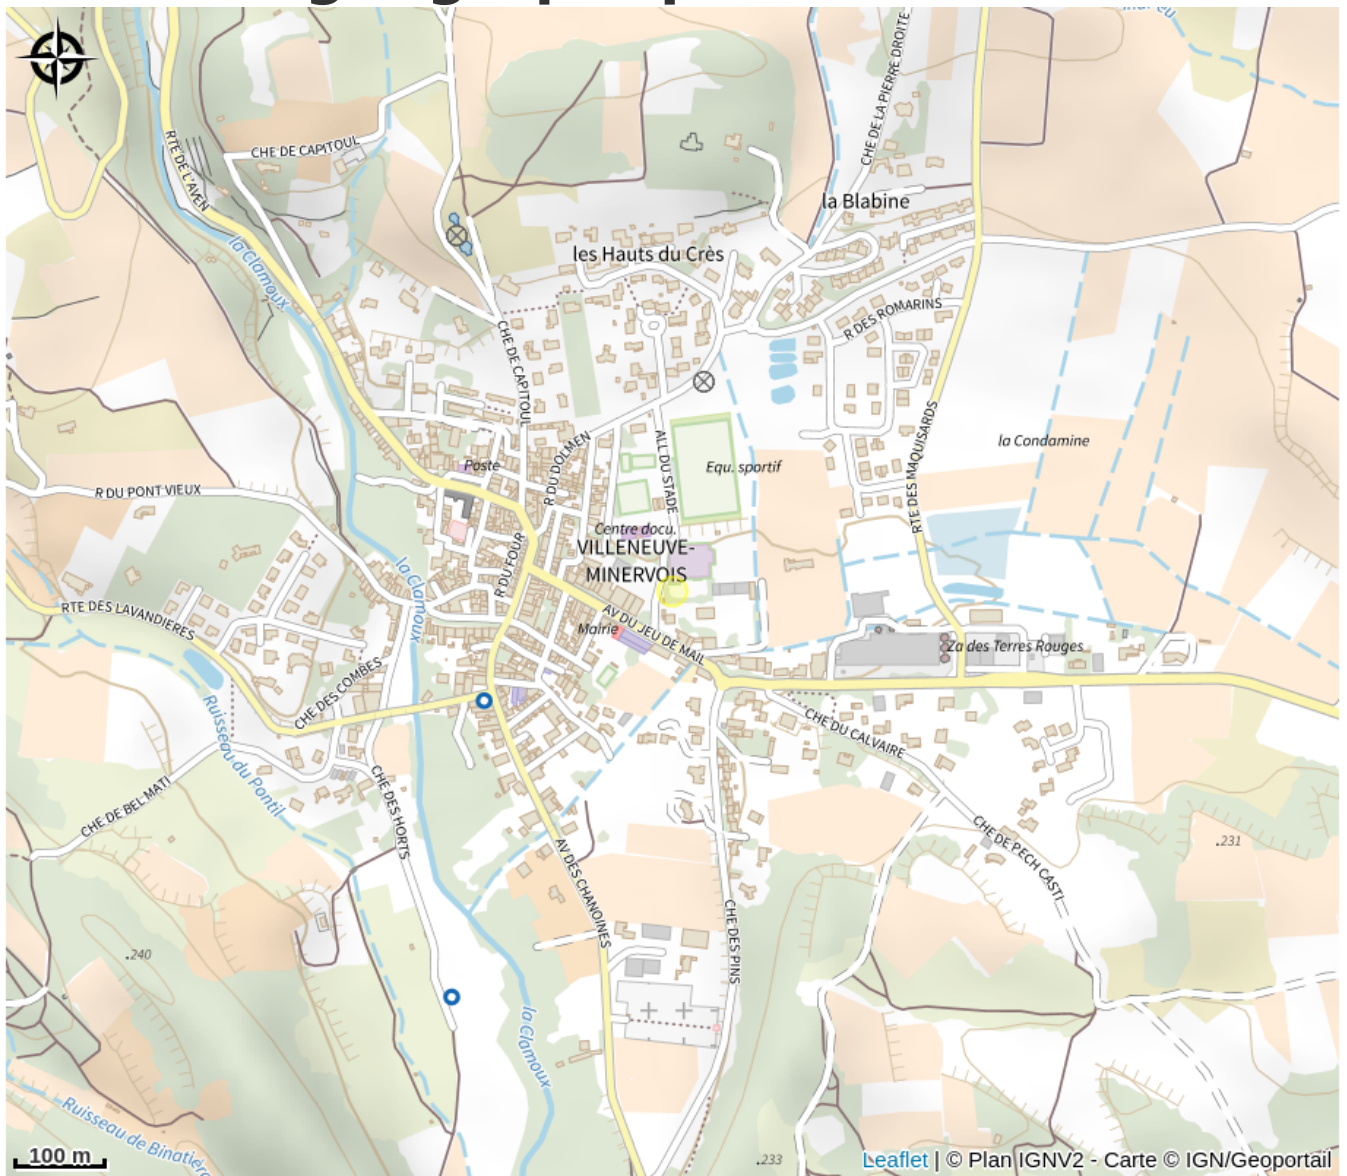 RTE DE L'AVEN
CHE DE CAPITOUL
CHE DE LA PIERRE DROITE
la Blabine
la Clamoux
les Hauts du Crès
R DES ROMARINS
CHE DE CAPITOUL
RTE DES MAQUISARDS
la Condamine
R DU DOLMEN
ALL DU STADE
Poste
Equ. sportif
R DU PONT VIEUX
Centre docu.
VILLENEUVE-
MINERVOIS
R DU FOUR
la Clamoux
RTE DES LAVANDIERES
AV DU JEU DE MAIL
Mairie
Za des Terres Rouges
CHE DES COMBES
Ruisseau du Pontil
CHE DU CALVAIRE
CHE DE BEL MATI
CHE DES HORTS
AV DES CHANOINES
CHE DE PECH CASTI
.231
CHE DES PINS
.240
la Clamoux
Ruisseau de Binatière
.233
100 m
Leaflet | © Plan IGNV2 - Carte © IGN/Geoportail